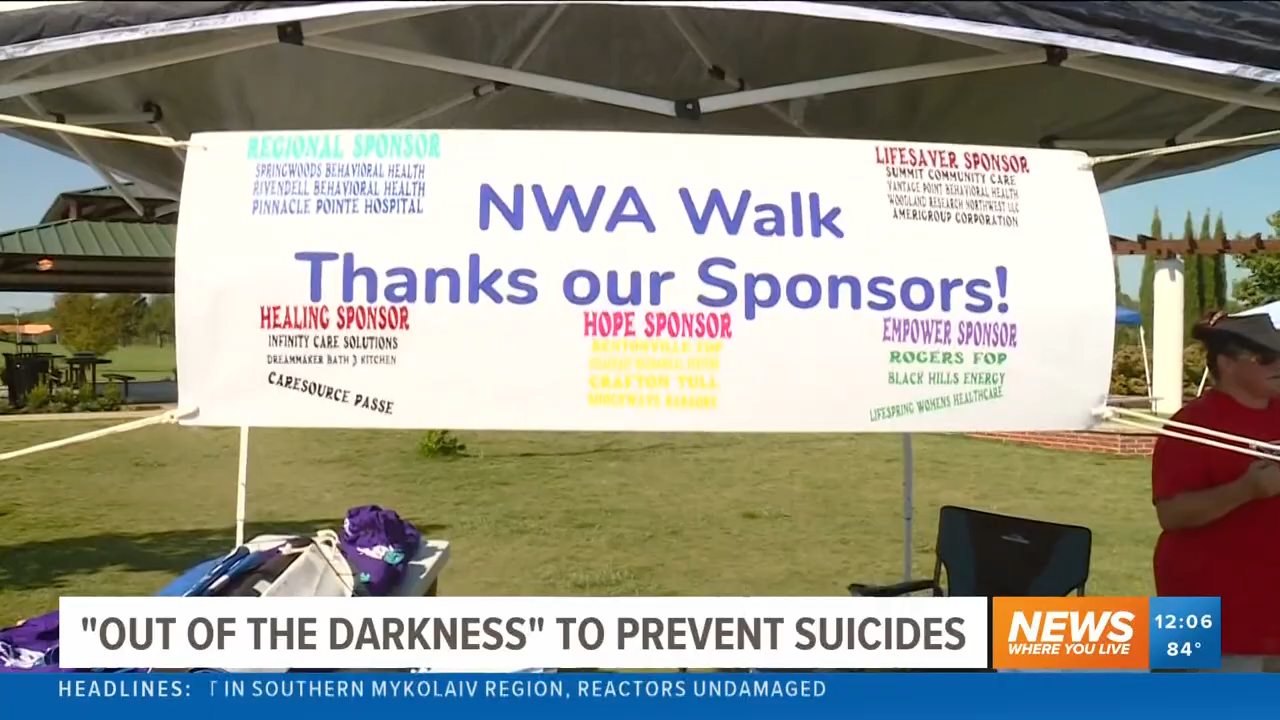 REGIONAL SPONSOR
SPRINGWOODS BEHAVIORAL HEALTH
RIVENDELL BEHAVIORAL HEALTH
PINNACLE POINTE HOSPITAL
LIFESAVER SPONSOR
SUMMIT COMMUNITY CARE
VANTAGE POINT BEHAVIORAL HEALTH
WOODLAND RESEARCH NORTHWEST LLC
AMERIGROUP CORPORATION
NWA Walk
Thanks our Sponsors!
HEALING SPONSOR
INFINITY CARE SOLUTIONS
DREAMMAKER BATH & KITCHEN
CARESOURCE PASSE
HOPE SPONSOR
BENTONVILLE FOP
CRAFTON TULL
EMPOWER SPONSOR
ROGERS FOP
BLACK HILLS ENERGY
LIFESPRING WOMENS HEALTHCARE
"OUT OF THE DARKNESS" TO PREVENT SUICIDES
NEWS
WHERE YOU LIVE
12:06
84°
HEADLINES: T IN SOUTHERN MYKOLAIV REGION, REACTORS UNDAMAGED